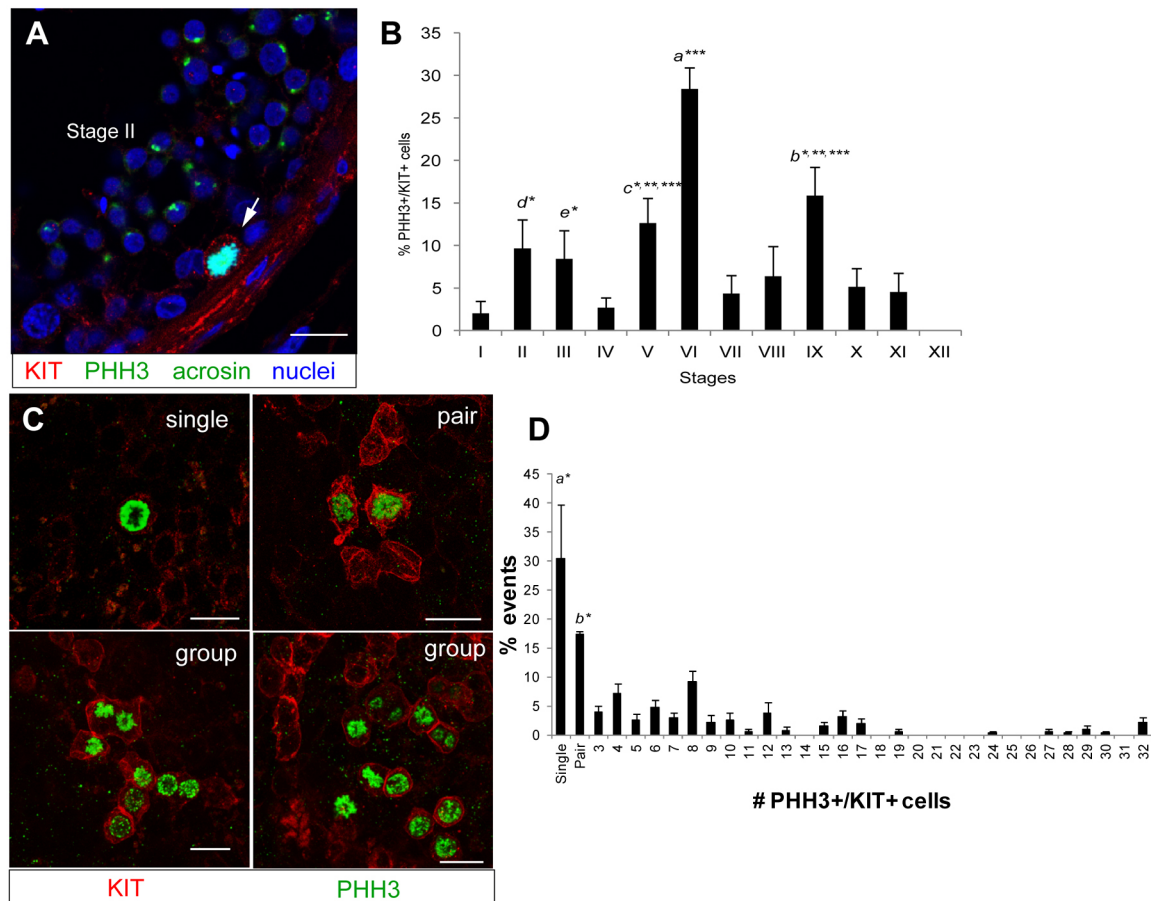 A
Stage II
KIT PHH3 acrosin nuclei
B
35
30
25
20
15
10
5
0
% PHH3+/KIT+ cells
d*
e*
c*,**,***
a***
b*,**,***
I II III IV V VI VII VIII IX X XI XII
Stages
C
single
pair
group
group
KIT PHH3
D
45
40
35
30
25
20
15
10
5
0
% events
a*
b*
Single Pair 3 4 5 6 7 8 9 10 11 12 13 14 15 16 17 18 19 20 21 22 23 24 25 26 27 28 29 30 31 32
# PHH3+/KIT+ cells